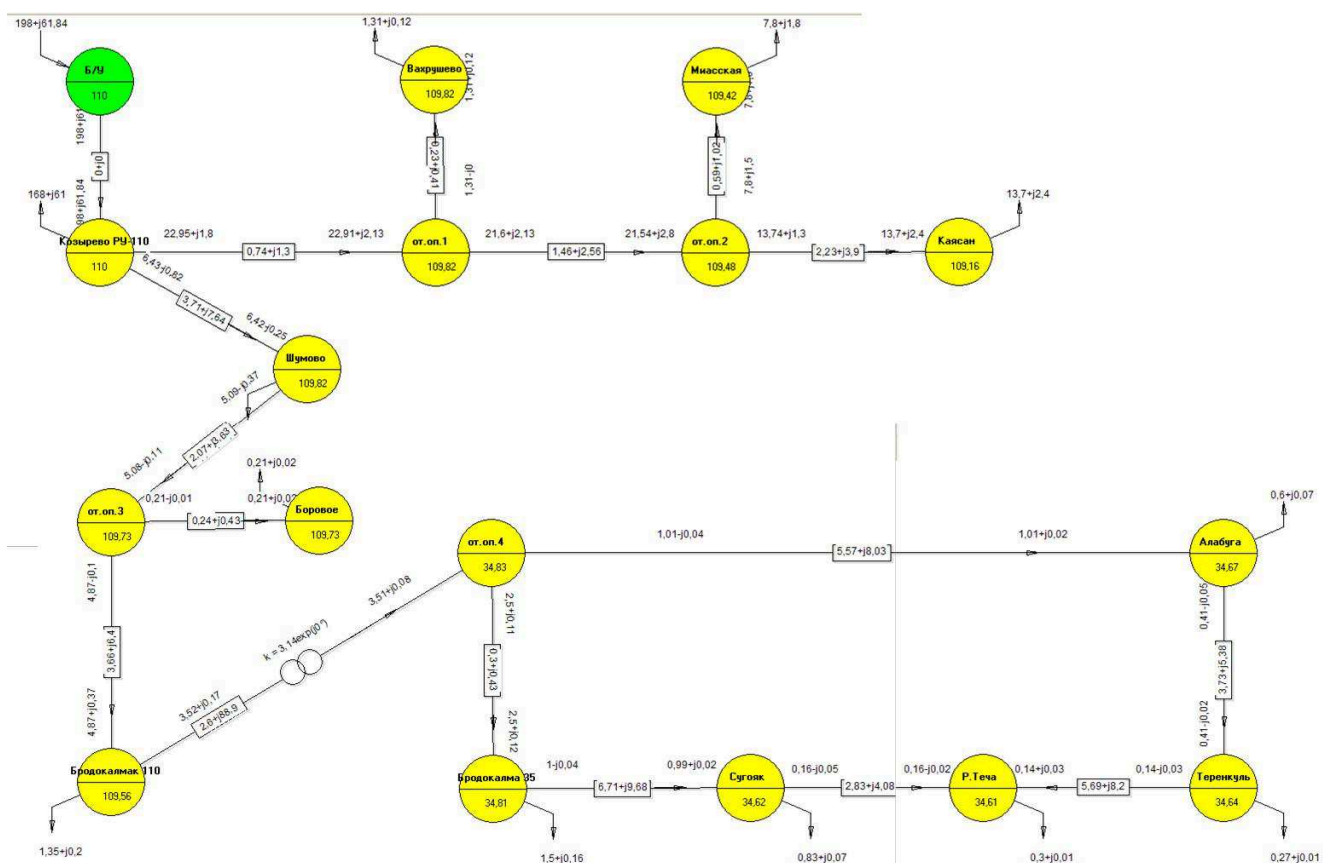 198+j61,84
Б/У
110
198+j61
0+j0
98+j61,84
168+j61
Козырево РУ-110
110
1,31+j0,12
Вахрушево
109,82
1,31+j0,12
0,23+j0,41
1,31-j0
7,8+j1,8
Миасская
109,42
0,59+j1,02
7,8+j1,5
22,95+j1,8
0,74+j1,3
22,91+j2,13
от.оп.1
109,82
21,6+j2,13
1,46+j2,56
21,54+j2,8
от.оп.2
109,48
13,74+j1,3
2,23+j3,9
13,7+j2,4
Каясан
109,16
13,7+j2,4
6,43-j0,82
3,71+j7,64
6,42-j0,25
Шумово
109,82
5,09-j0,37
2,07+j3,63
5,08-j0,11
от.оп.3
109,73
0,21-j0,01
0,24+j0,43
0,21+j0,02
0,21+j0,02
Боровое
109,73
4,87-j0,1
3,66+j6,4
4,87+j0,37
Бродокалмак 110
109,56
1,35+j0,2
3,52+j0,17
2,6+j88,9
k = 3,14exp(j0°)
3,51+j0,08
от.оп.4
34,83
1,01-j0,04
5,57+j8,03
1,01+j0,02
Алабуга
34,67
0,6+j0,07
2,5+j0,11
0,3+j0,43
2,5+j0,12
Бродокалма 35
34,81
1,5+j0,16
1-j0,04
6,71+j9,68
0,99+j0,02
Сугояк
34,62
0,83+j0,07
0,16-j0,05
2,83+j4,08
0,16-j0,02
Р.Теча
34,61
0,3+j0,01
0,14+j0,03
5,69+j8,2
0,14-j0,03
Теренкуль
34,64
0,27+j0,01
0,41-j0,05
3,73+j5,38
0,41-j0,02